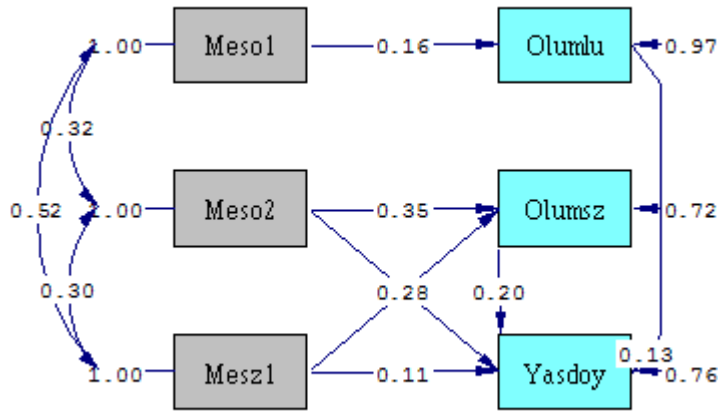 1.00 Meso1 0.16 Olumlu 0.97
0.32
0.52 1.00 Meso2 0.35 Olumsz 0.72
0.30 0.28 0.20
0.13
1.00 Mesz1 0.11 Yasdoy 0.76